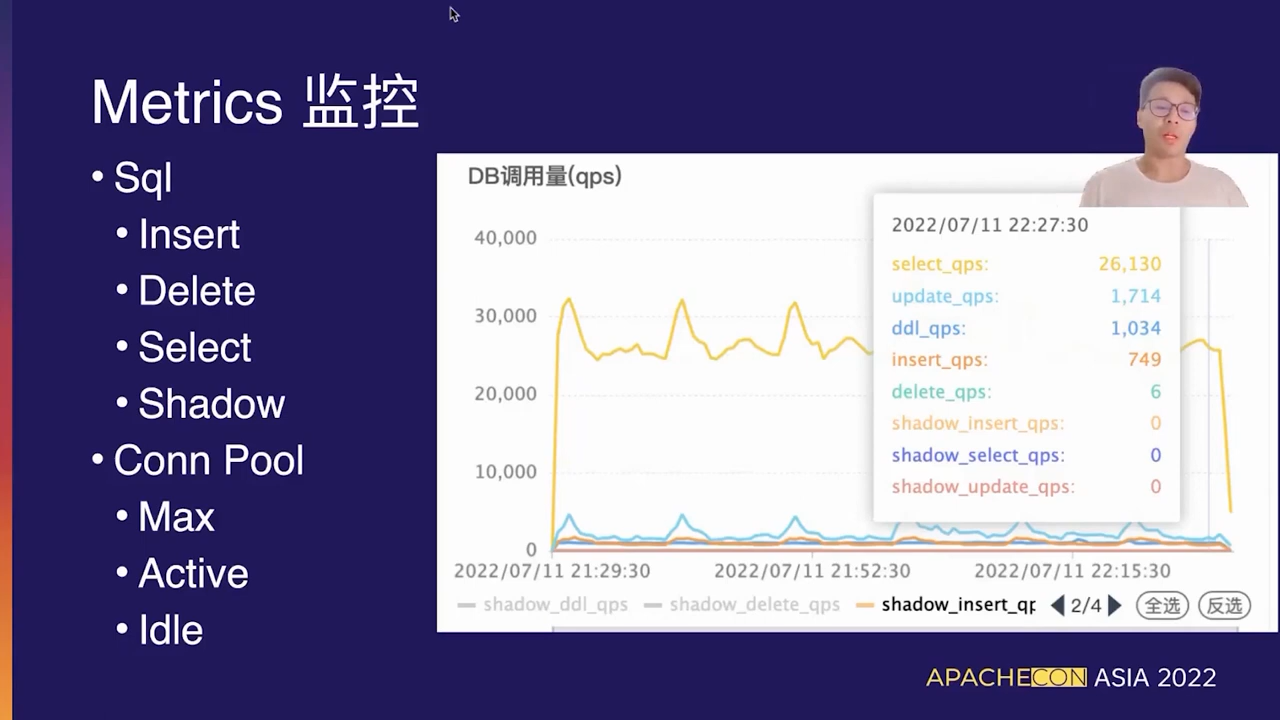 Metrics 监控
• Sql
• Insert
• Delete
• Select
• Shadow
• Conn Pool
• Max
• Active
• Idle
DB调用量(qps)
40,000
30,000
20,000
10,000
0
2022/07/11 21:29:30
2022/07/11 21:52:30
2022/07/11 22:15:30
2022/07/11 22:27:30
select_qps: 26,130
update_qps: 1,714
ddl_qps: 1,034
insert_qps: 749
delete_qps: 6
shadow_insert_qps: 0
shadow_select_qps: 0
shadow_update_qps: 0
shadow_ddl_qps shadow_delete_qps shadow_insert_qp 2/4 全选 反选
APACHECON ASIA 2022